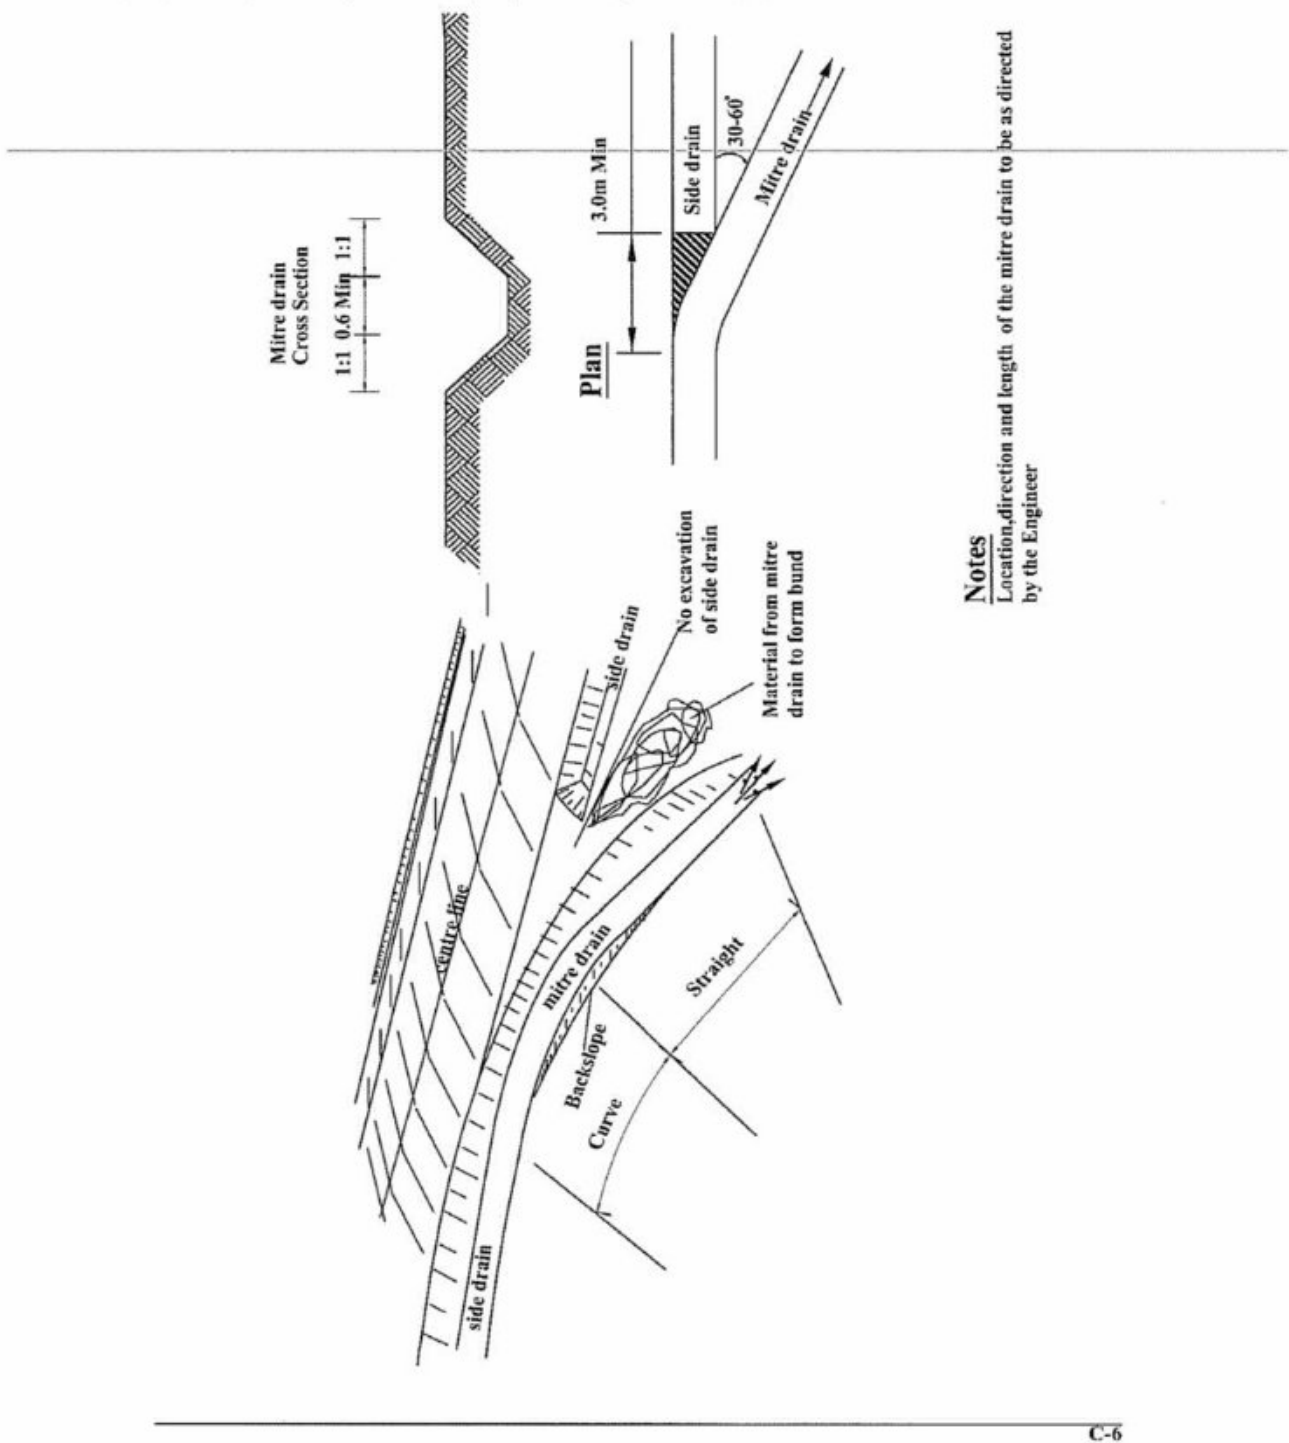 Mitre drain
Cross Section
1:1 0.6 Min 1:1
Plan
3.0m Min
Side drain
30-60°
Mitre drain
centre line
side drain
No excavation
of side drain
Material from mitre
drain to form bund
side drain
mitre drain
Backslope
Curve
Straight
Notes
Location,direction and length of the mitre drain to be as directed
by the Engineer
C-6